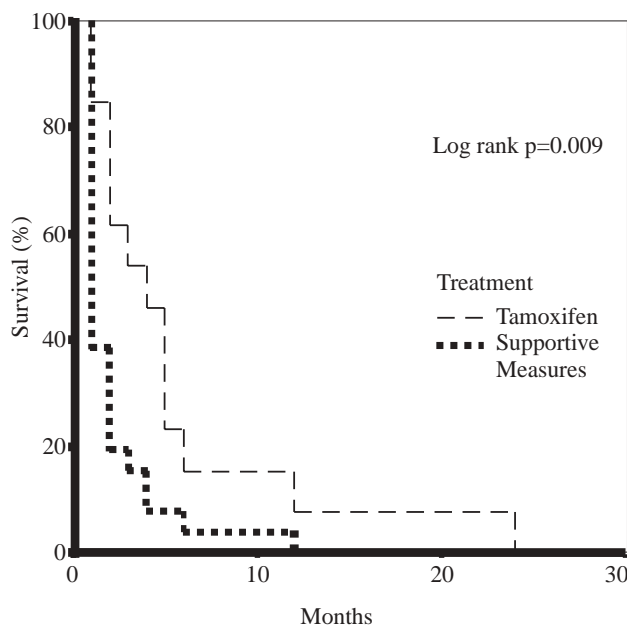 100
80
60
40
20
0
Survival (%)
Log rank p=0.009
Treatment
Tamoxifen
Supportive
Measures
0
10
20
30
Months